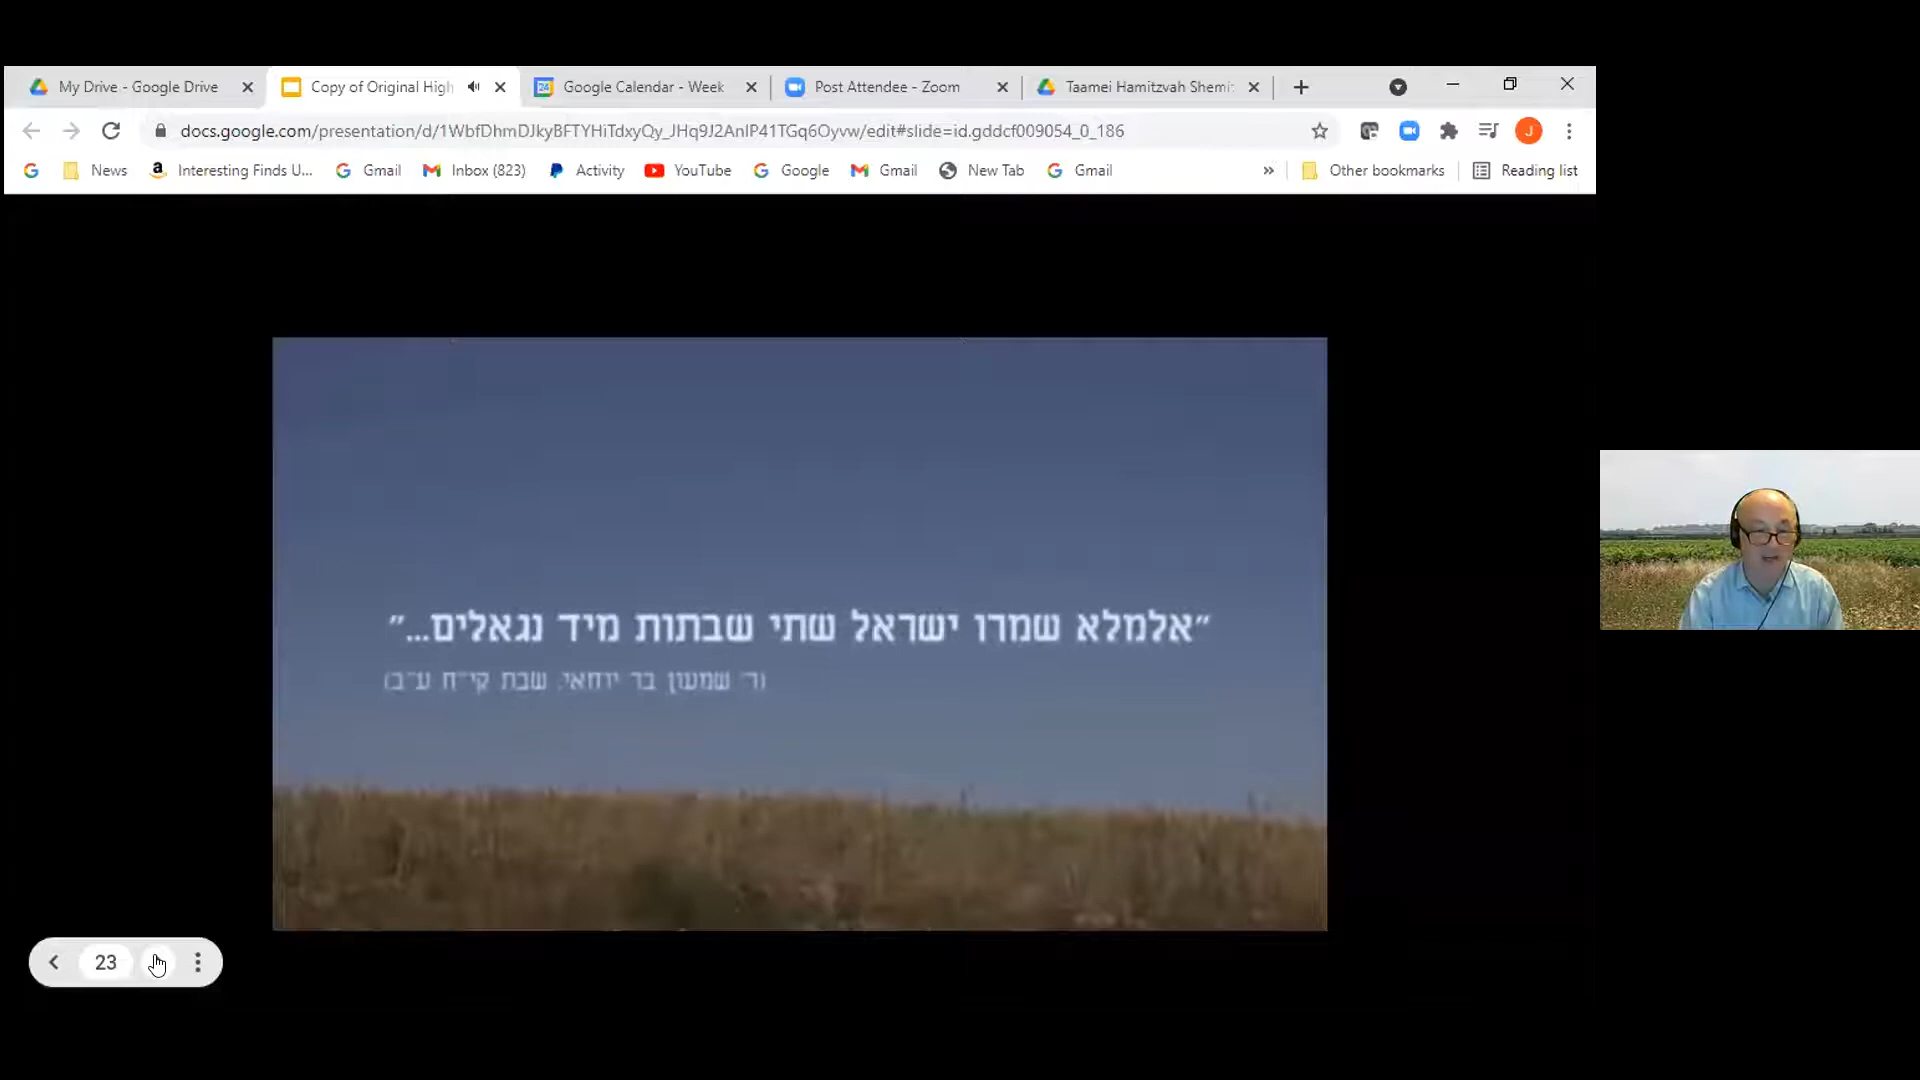 My Drive - Google Drive
Copy of Original High
Google Calendar - Week
Post Attendee - Zoom
Taamei Hamitzvah Shemit
docs.google.com/presentation/d/1WbfDhmDJkyBFTYHiTdxyQy_JHq9J2AnIP41TGq6Oyvw/edit#slide=id.gddcf009054_0_186
J
News
Interesting Finds U...
Gmail
Inbox (823)
Activity
YouTube
Google
Gmail
New Tab
Gmail
Other bookmarks
Reading list
"אלמלא שמרו ישראל שתי שבתות מיד נגאלים..."
(ר' שמעון בר יוחאי, שבת קי"ח ע"ב)
23